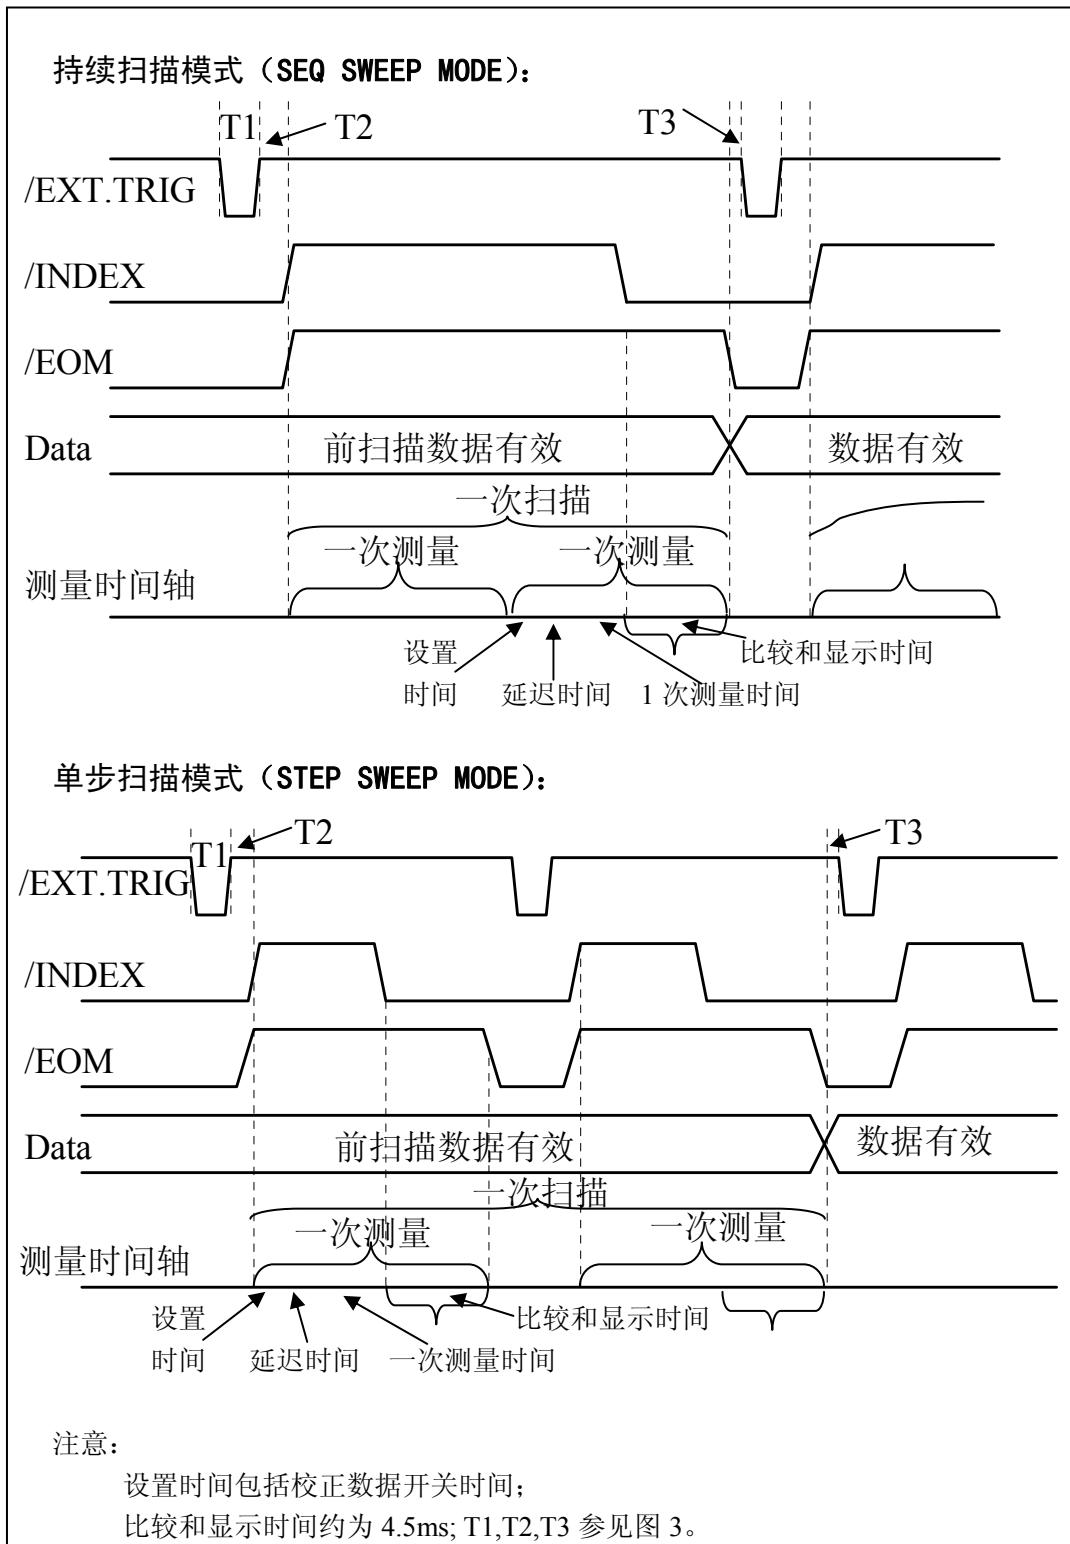 持续扫描模式（SEQ SWEEP MODE）：
T1
T2
T3
/EXT.TRIG
/INDEX
/EOM
Data
前扫描数据有效
数据有效
一次扫描
一次测量
一次测量
测量时间轴
设置
时间
延迟时间
1 次测量时间
比较和显示时间
单步扫描模式（STEP SWEEP MODE）：
T1
T2
T3
/EXT.TRIG
/INDEX
/EOM
Data
前扫描数据有效
数据有效
一次扫描
一次测量
一次测量
测量时间轴
设置
时间
延迟时间
一次测量时间
比较和显示时间
注意：
设置时间包括校正数据开关时间；
比较和显示时间约为 4.5ms; T1,T2,T3 参见图 3。